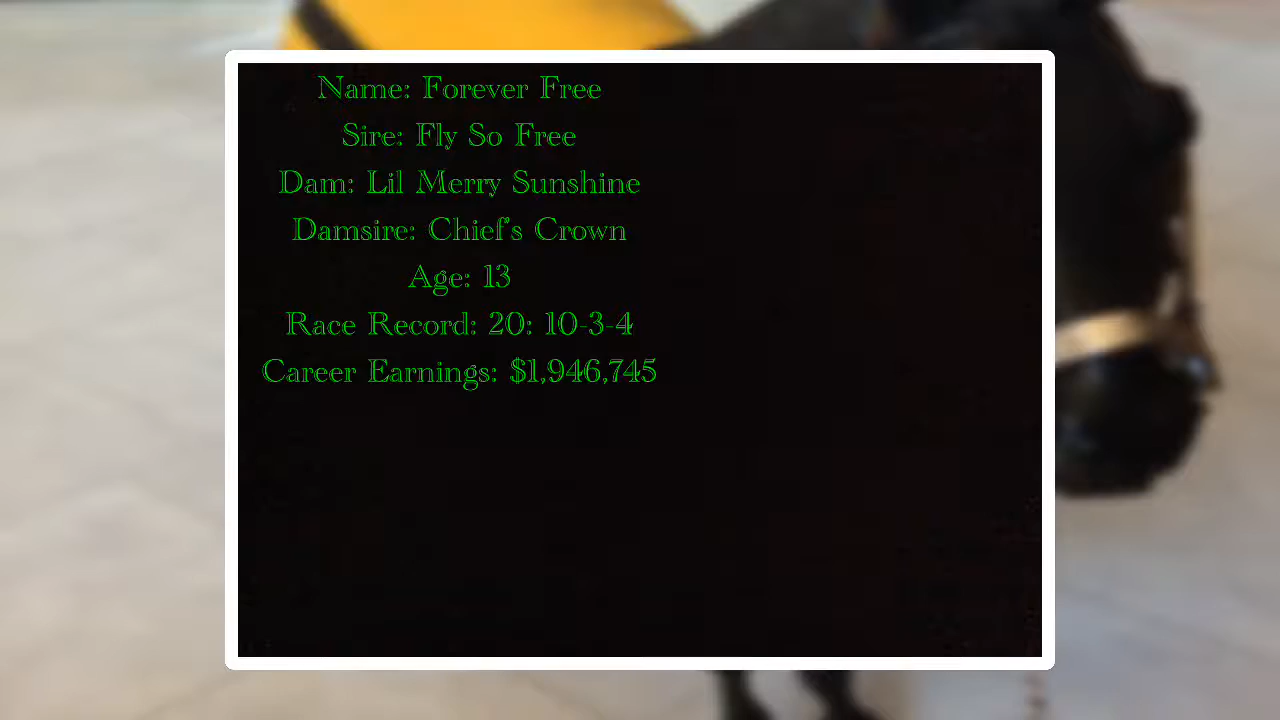 Name: Forever Free
Sire: Fly So Free
Dam: Lil Merry Sunshine
Damsire: Chief's Crown
Age: 13
Race Record: 20: 10-3-4
Career Earnings: $1,946,745